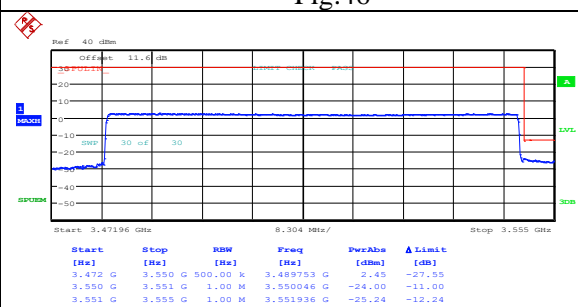 Fig.46
R S
Ref 40 dBm
Offset 11.6 dB
30
_SPULIN_
LIMIT CHECK PASS
A
20
10
1
MAXH
0
LVL
-10
SWP 30 of 30
-20
-30
-40
SPUEM
3DB
-50
Start 3.47196 GHz 8.304 MHz/ Stop 3.555 GHz
Start Stop RBW Freq PwrAbs Δ Limit
[Hz] [Hz] [Hz] [Hz] [dBm] [dB]
3.472 G 3.550 G 500.00 k 3.489753 G 2.45 -27.55
3.550 G 3.551 G 1.00 M 3.550046 G -24.00 -11.00
3.551 G 3.555 G 1.00 M 3.551936 G -25.24 -12.24